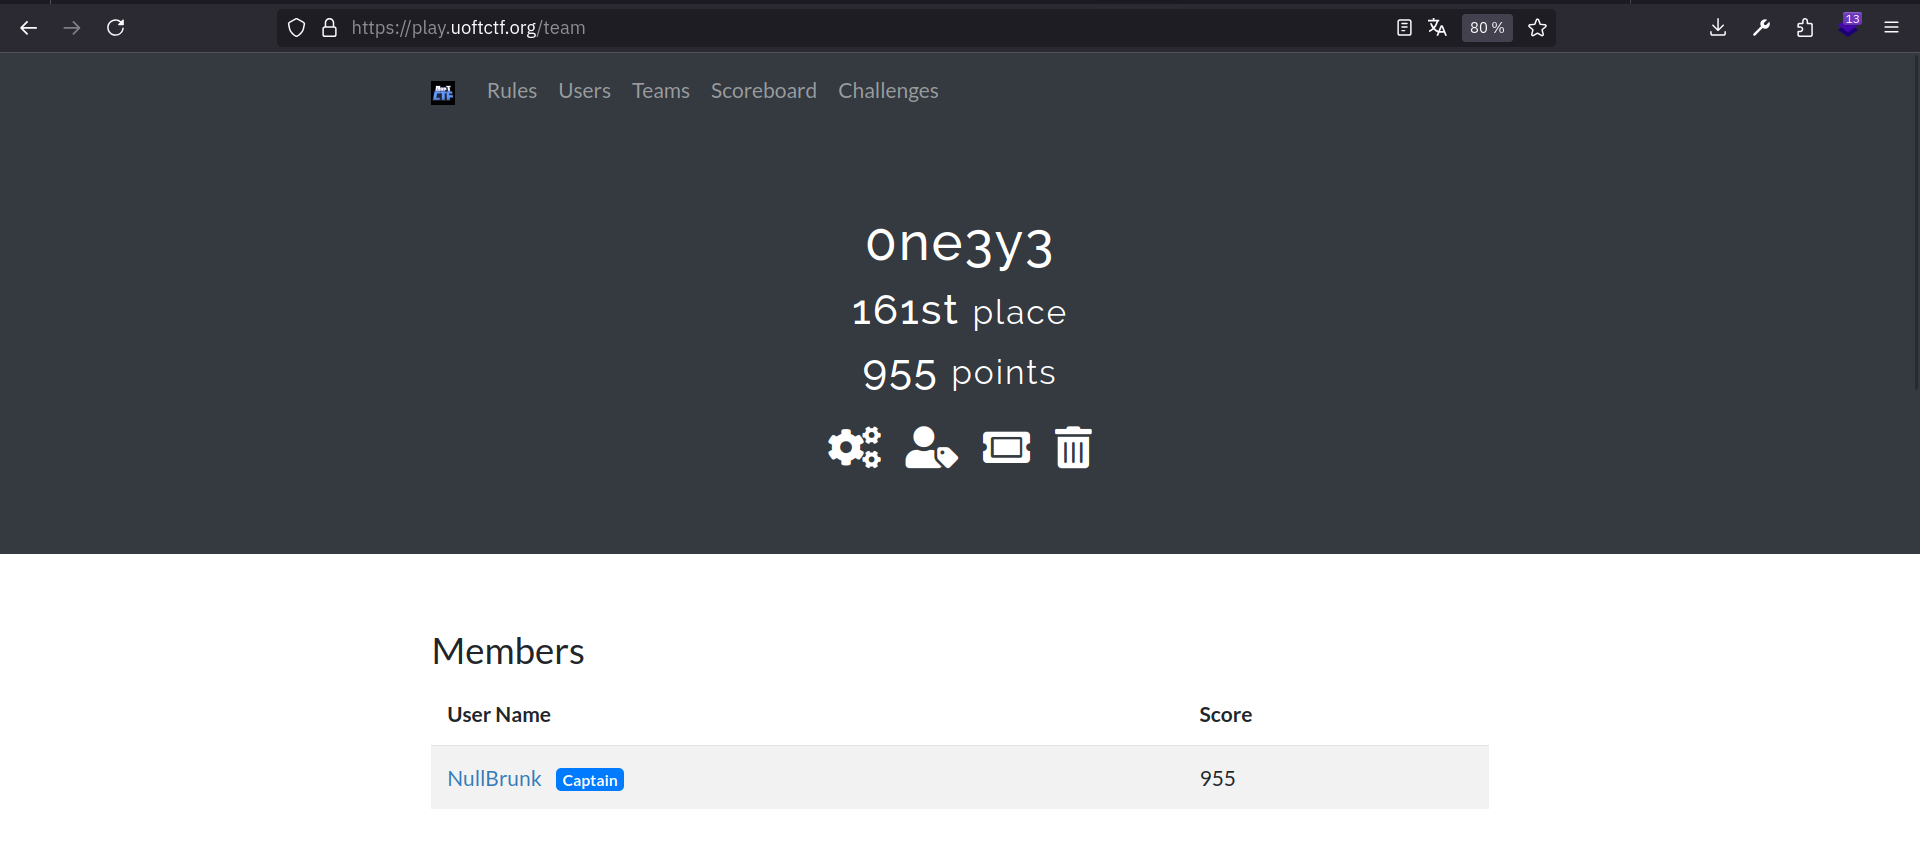 https://play.uoftctf.org/team
80 %
13
Rules Users Teams Scoreboard Challenges
0ne3y3
161st place
955 points
Members
User Name Score
NullBrunk Captain 955